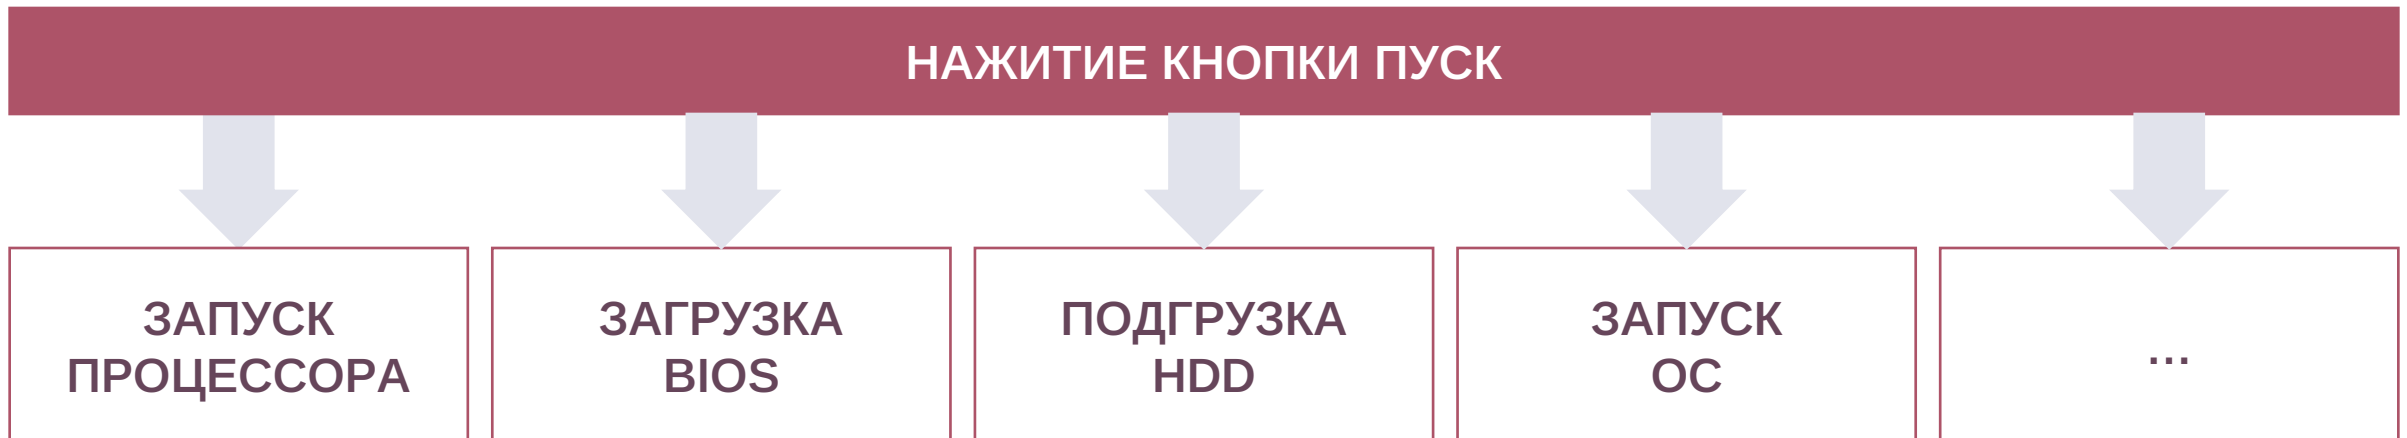 НАЖИТИЕ КНОПКИ ПУСК
ЗАПУСК
ПРОЦЕССОРА
ЗАГРУЗКА
BIOS
ПОДГРУЗКА
HDD
ЗАПУСК
ОС
...